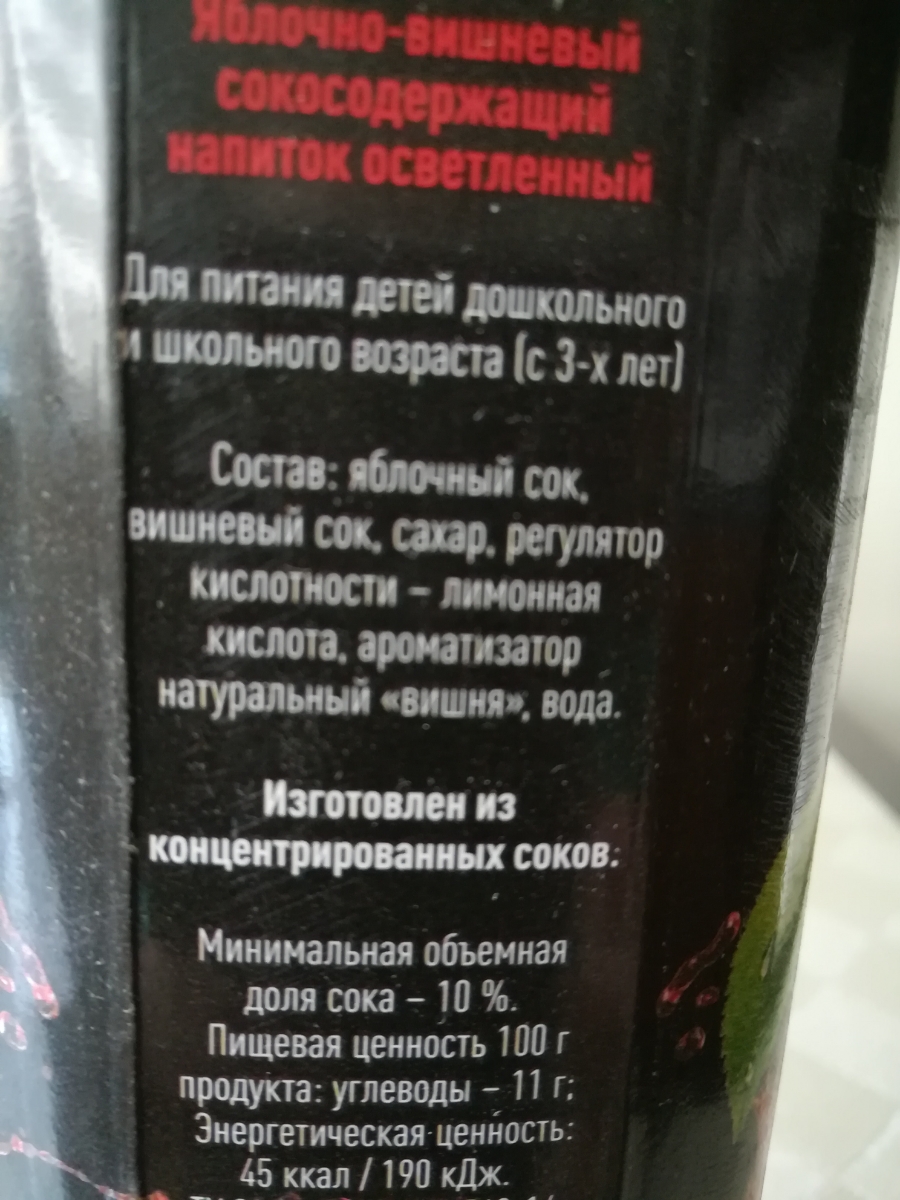 Яблочно-вишневый
сокосодержащий
напиток осветленный
Для питания детей дошкольного
и школьного возраста (с 3-х лет)
Состав: яблочный сок,
вишневый сок, сахар, регулятор
кислотности – лимонная
кислота, ароматизатор
натуральный «вишня», вода.
Изготовлен из
концентрированных соков:
Минимальная объемная
доля сока – 10 %.
Пищевая ценность 100 г
продукта: углеводы – 11 г;
Энергетическая ценность:
45 ккал / 190 кДж.